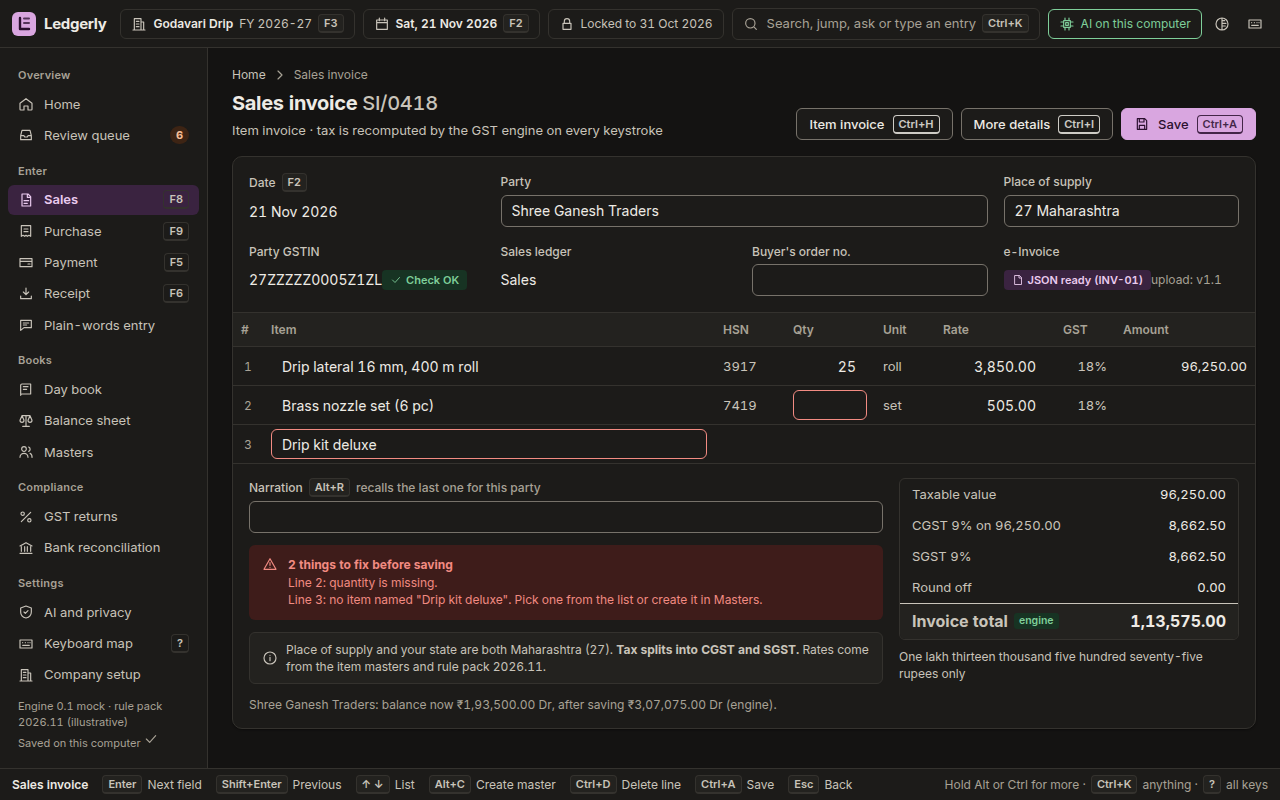 Ledgerly
Godavari Drip FY 2026-27 F3
Sat, 21 Nov 2026 F2
Locked to 31 Oct 2026
Search, jump, ask or type an entry Ctrl+K
AI on this computer
Overview
Home
Review queue 6
Enter
Sales F8
Purchase F9
Payment F5
Receipt F6
Plain-words entry
Books
Day book
Balance sheet
Masters
Compliance
GST returns
Bank reconciliation
Settings
AI and privacy
Keyboard map ?
Company setup
Engine 0.1 mock · rule pack
2026.11 (illustrative)
Saved on this computer
Home Sales invoice
Sales invoice SI/0418
Item invoice · tax is recomputed by the GST engine on every keystroke
Item invoice Ctrl+H
More details Ctrl+I
Save Ctrl+A
Date F2
21 Nov 2026
Party
Shree Ganesh Traders
Place of supply
27 Maharashtra
Party GSTIN
27ZZZZZ0005Z1ZL Check OK
Sales ledger
Sales
Buyer's order no.
e-Invoice
JSON ready (INV-01) upload: v1.1
# Item HSN Qty Unit Rate GST Amount
1 Drip lateral 16 mm, 400 m roll 3917 25 roll 3,850.00 18% 96,250.00
2 Brass nozzle set (6 pc) 7419 set 505.00 18%
3 Drip kit deluxe
Narration Alt+R recalls the last one for this party
2 things to fix before saving
Line 2: quantity is missing.
Line 3: no item named "Drip kit deluxe". Pick one from the list or create it in Masters.
Place of supply and your state are both Maharashtra (27). Tax splits into CGST and SGST. Rates come
from the item masters and rule pack 2026.11.
Shree Ganesh Traders: balance now ₹1,93,500.00 Dr, after saving ₹3,07,075.00 Dr (engine).
Taxable value 96,250.00
CGST 9% on 96,250.00 8,662.50
SGST 9% 8,662.50
Round off 0.00
Invoice total engine 1,13,575.00
One lakh thirteen thousand five hundred seventy-five
rupees only
Sales invoice Enter Next field Shift+Enter Previous ↑↓ List Alt+C Create master Ctrl+D Delete line Ctrl+A Save Esc Back Hold Alt or Ctrl for more · Ctrl+K anything · ? all keys